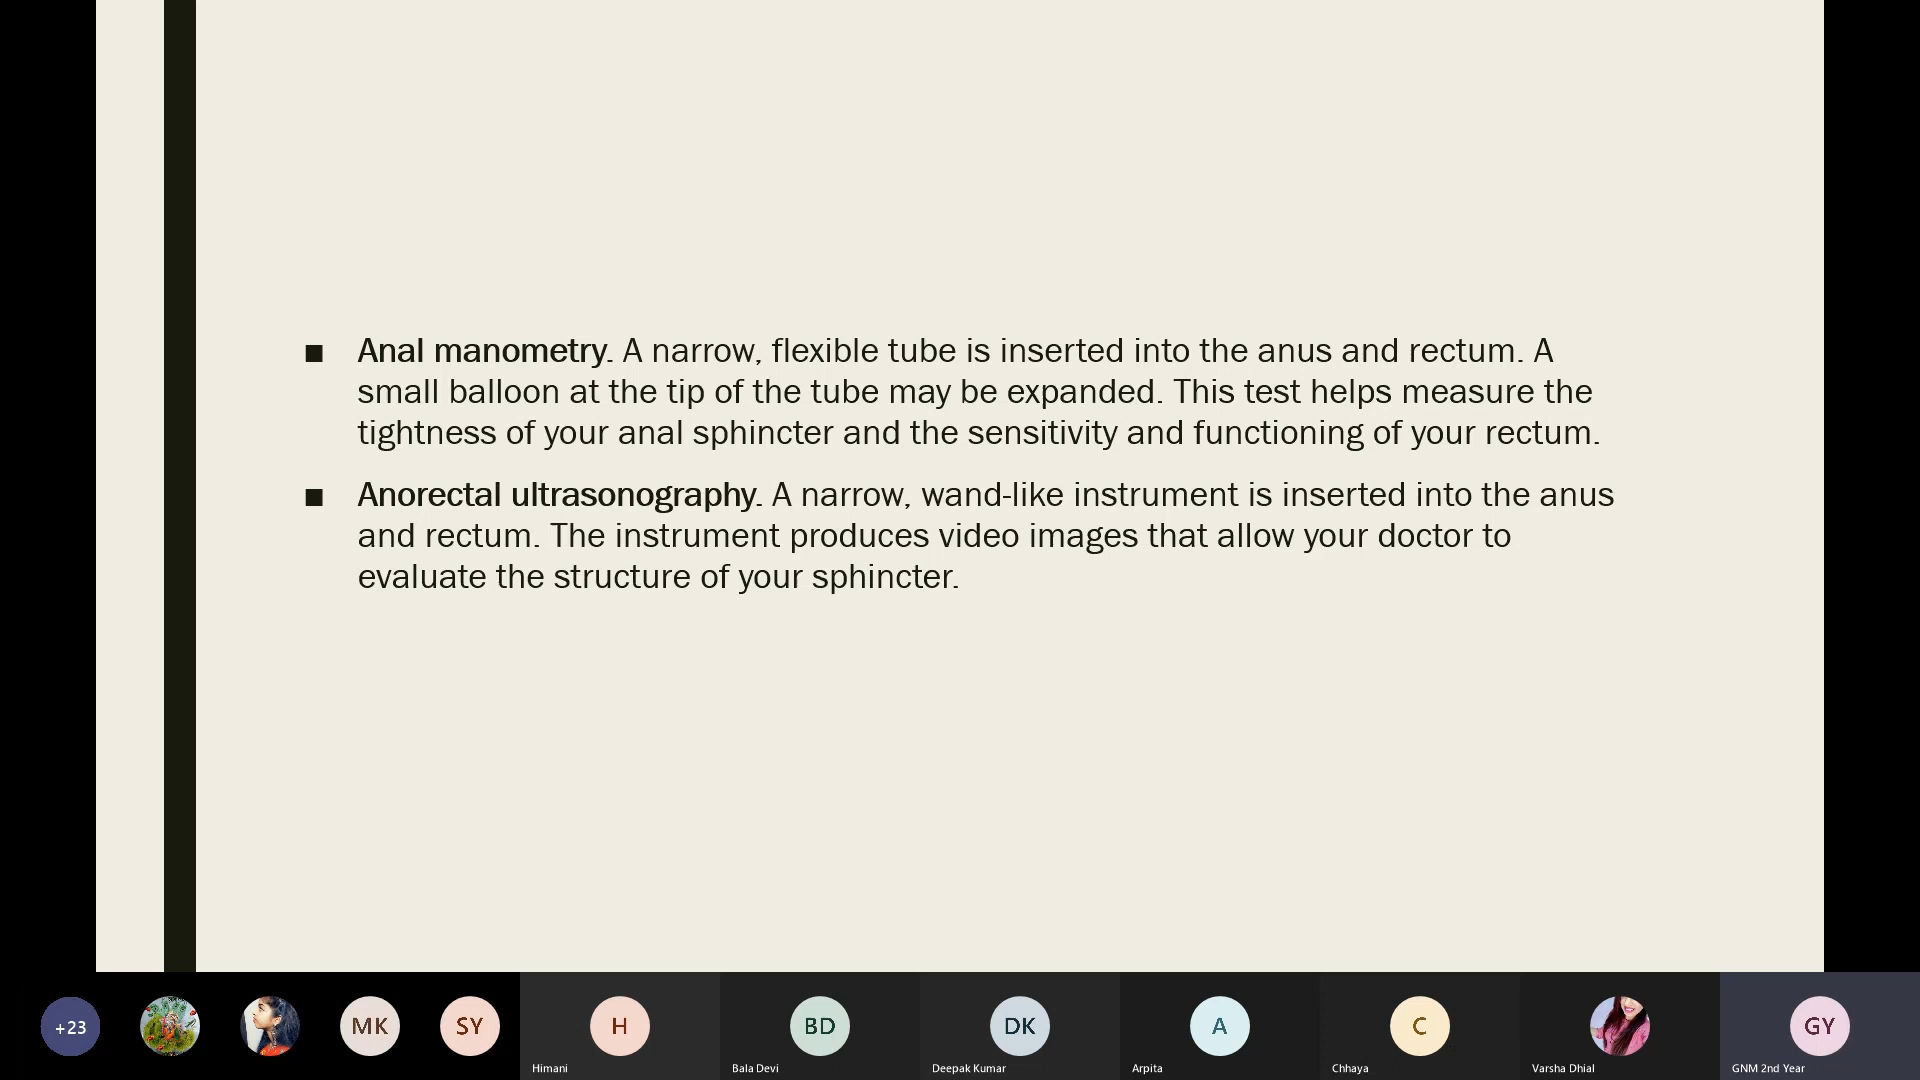 ■ Anal manometry. A narrow, flexible tube is inserted into the anus and rectum. A
small balloon at the tip of the tube may be expanded. This test helps measure the
tightness of your anal sphincter and the sensitivity and functioning of your rectum.
■ Anorectal ultrasonography. A narrow, wand-like instrument is inserted into the anus
and rectum. The instrument produces video images that allow your doctor to
evaluate the structure of your sphincter.
+23
MK
SY
H
BD
DK
A
C
GY
Himani
Bala Devi
Deepak Kumar
Arpita
Chhaya
Varsha Dhial
GNM 2nd Year